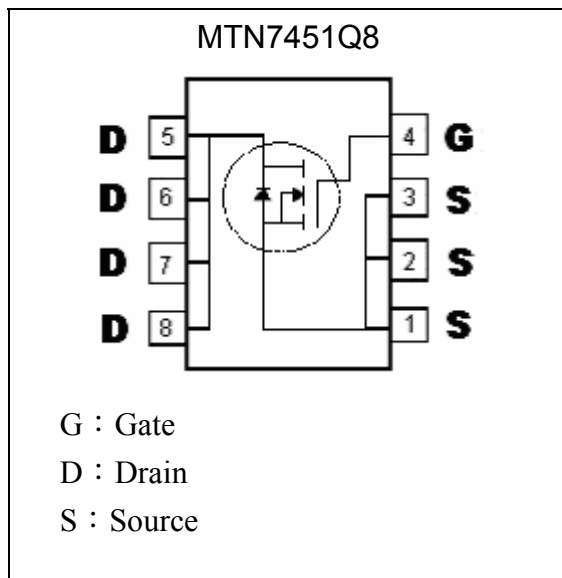 MTN7451Q8
D 5 4 G
D 6 3 S
D 7 2 S
D 8 1 S
G：Gate
D：Drain
S：Source